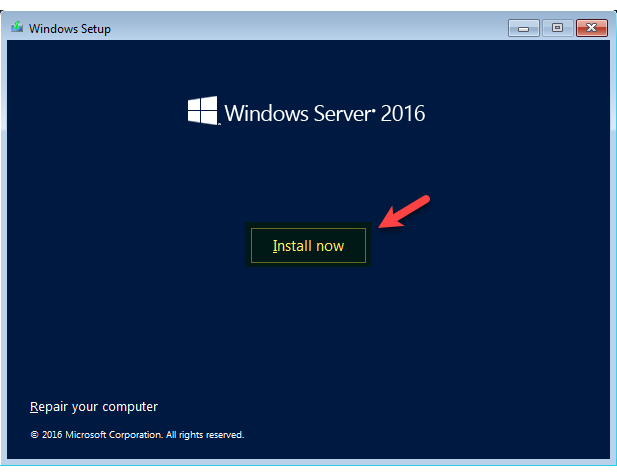 Windows Setup
Windows Server® 2016
Install now
Repair your computer
© 2016 Microsoft Corporation. All rights reserved.